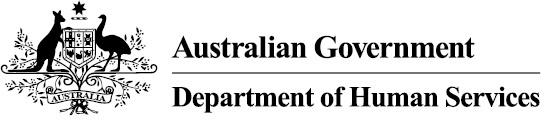 Australian Government
Department of Human Services
AUSTRALIA